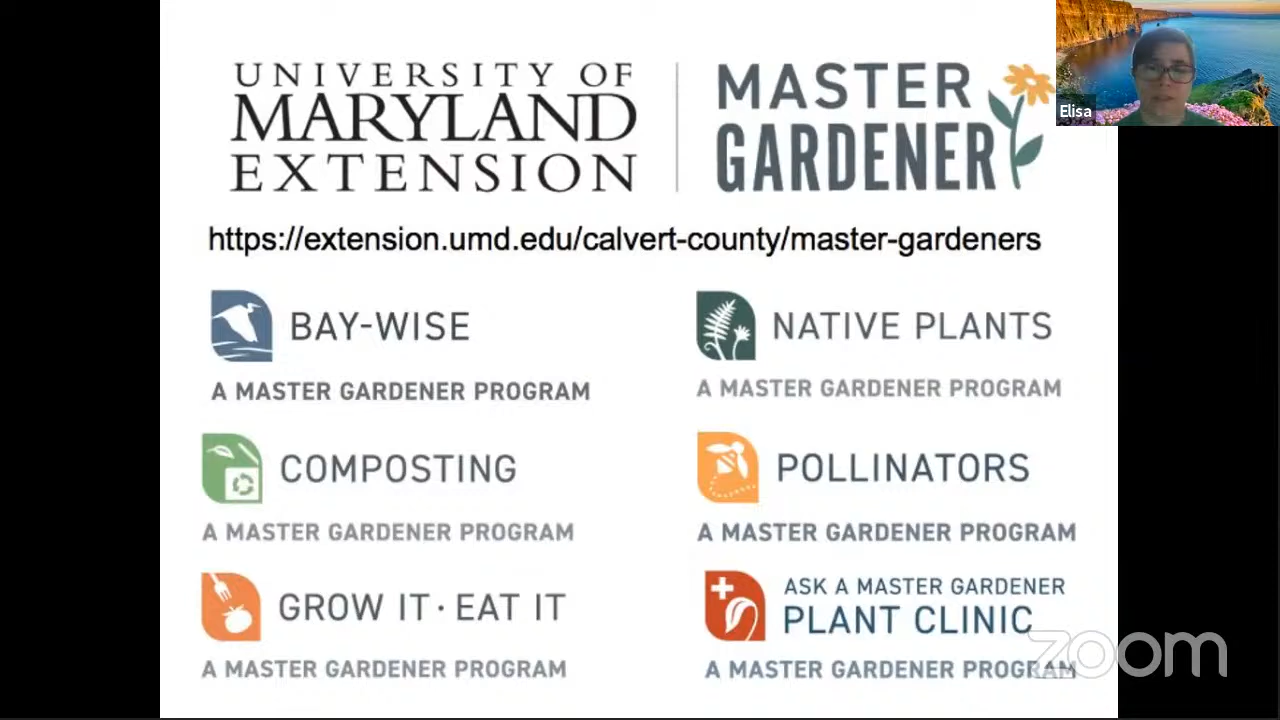 UNIVERSITY OF
MARYLAND
EXTENSION
MASTER
GARDENER
Elisa
https://extension.umd.edu/calvert-county/master-gardeners
BAY-WISE
A MASTER GARDENER PROGRAM
NATIVE PLANTS
A MASTER GARDENER PROGRAM
COMPOSTING
A MASTER GARDENER PROGRAM
POLLINATORS
A MASTER GARDENER PROGRAM
GROW IT · EAT IT
A MASTER GARDENER PROGRAM
ASK A MASTER GARDENER
PLANT CLINIC
A MASTER GARDENER PROGRAM
zoom